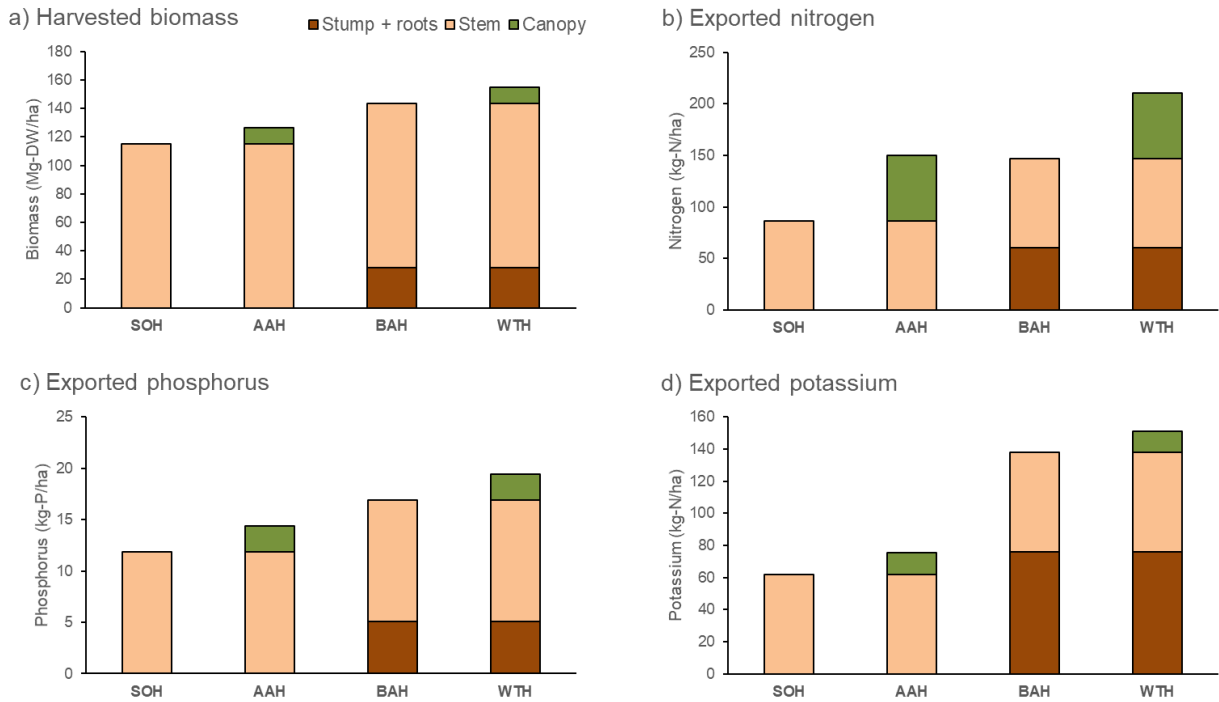 a) Harvested biomass
Stump + roots Stem Canopy
Biomass (Mg-DW/ha)
180
160
140
120
100
80
60
40
20
0
SOH AAH BAH WTH
b) Exported nitrogen
Nitrogen (kg-N/ha)
250
200
150
100
50
0
SOH AAH BAH WTH
c) Exported phosphorus
Phosphorus (kg-P/ha)
25
20
15
10
5
0
SOH AAH BAH WTH
d) Exported potassium
Potassium (kg-N/ha)
160
140
120
100
80
60
40
20
0
SOH AAH BAH WTH